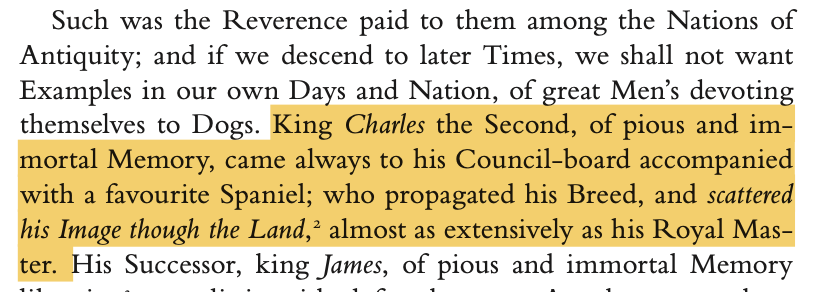 Such was the Reverence paid to them among the Nations of
Antiquity; and if we descend to later Times, we shall not want
Examples in our own Days and Nation, of great Men's devoting
themselves to Dogs. King Charles the Second, of pious and im-
mortal Memory, came always to his Council-board accompanied
with a favourite Spaniel; who propagated his Breed, and scattered
his Image though the Land,² almost as extensively as his Royal Mas-
ter. His Successor, king James, of pious and immortal Memory